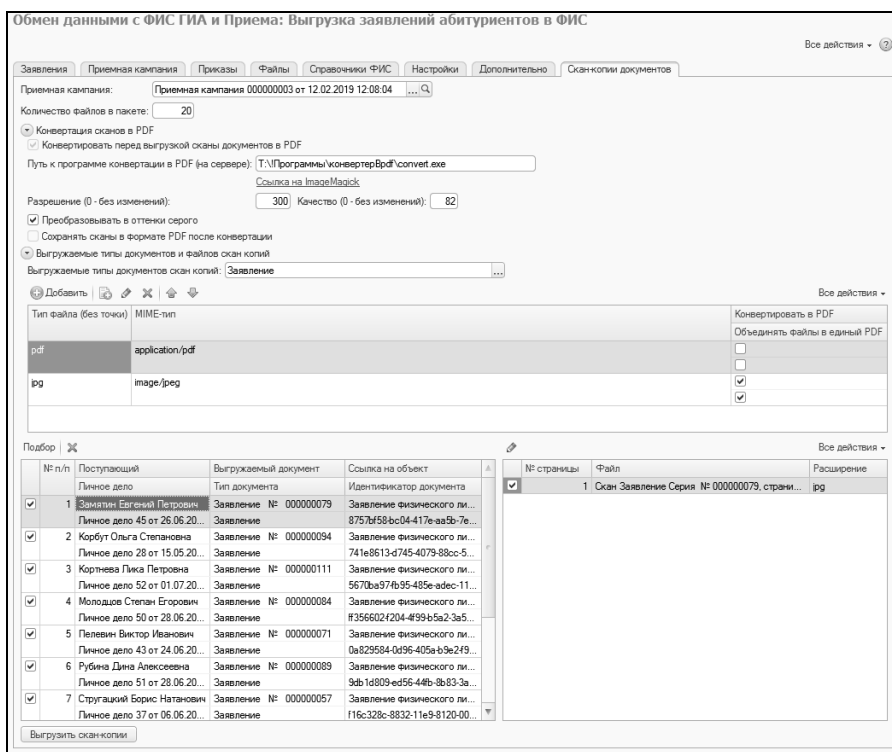 Обмен данными с ФИС ГИА и Приема: Выгрузка заявлений абитуриентов в ФИС
Все действия
Заявления Приемная кампания Приказы Файлы Справочники ФИС Настройки Дополнительно Скан-копии документов
Приемная кампания: Приемная кампания 000000003 от 12.02.2019 12:08:04 ...
Количество файлов в пакете: 20
Конвертация сканов в PDF
Конвертировать перед выгрузкой сканы документов в PDF
Путь к программе конвертации в PDF (на сервере): T:\!Программы\конвертерВpdf\convert.exe
Ссылка на ImageMagick
Разрешение (0 - без изменений): 300 Качество (0 - без изменений): 82
Преобразовывать в оттенки серого
Сохранять сканы в формате PDF после конвертации
Выгружаемые типы документов и файлов скан копий
Выгружаемые типы документов скан копий: Заявление ...
Добавить Все действия
Тип файла (без точки) MIME-тип Конвертировать в PDF
Объединять файлы в единый PDF
pdf application/pdf
jpg image/jpeg
Подбор Все действия
№ п/п Поступающий Выгружаемый документ Ссылка на объект № страницы Файл Расширение
Личное дело Тип документа Идентификатор документа
1 Замятин Евгений Петрович Заявление № 000000079 Заявление физического ли... 1 Скан Заявление Серия № 000000079, страни... jpg
Личное дело 45 от 26.06.20... Заявление 8757bf58-bc04-417e-aa5b-7e...
2 Корбут Ольга Степановна Заявление № 000000094 Заявление физического ли...
Личное дело 28 от 15.05.20... Заявление 741e8613-d745-4079-88cc-5...
3 Кортнева Лика Петровна Заявление № 000000111 Заявление физического ли...
Личное дело 52 от 01.07.20... Заявление 5670ba97-fb95-485e-adec-11...
4 Молодцов Степан Егорович Заявление № 000000084 Заявление физического ли...
Личное дело 50 от 28.06.20... Заявление ff356602-f204-4f99-b5a2-3a5...
5 Пелевин Виктор Иванович Заявление № 000000071 Заявление физического ли...
Личное дело 43 от 24.06.20... Заявление 0a829584-0d96-405a-b9e2-f9...
6 Рубина Дина Алексеевна Заявление № 000000089 Заявление физического ли...
Личное дело 51 от 28.06.20... Заявление 9db1d809-ed56-44fb-8b83-3a...
7 Стругацкий Борис Натанович Заявление № 000000057 Заявление физического ли...
Личное дело 37 от 06.06.20... Заявление f16c328c-8832-11e9-8120-00...
Выгрузить скан-копии